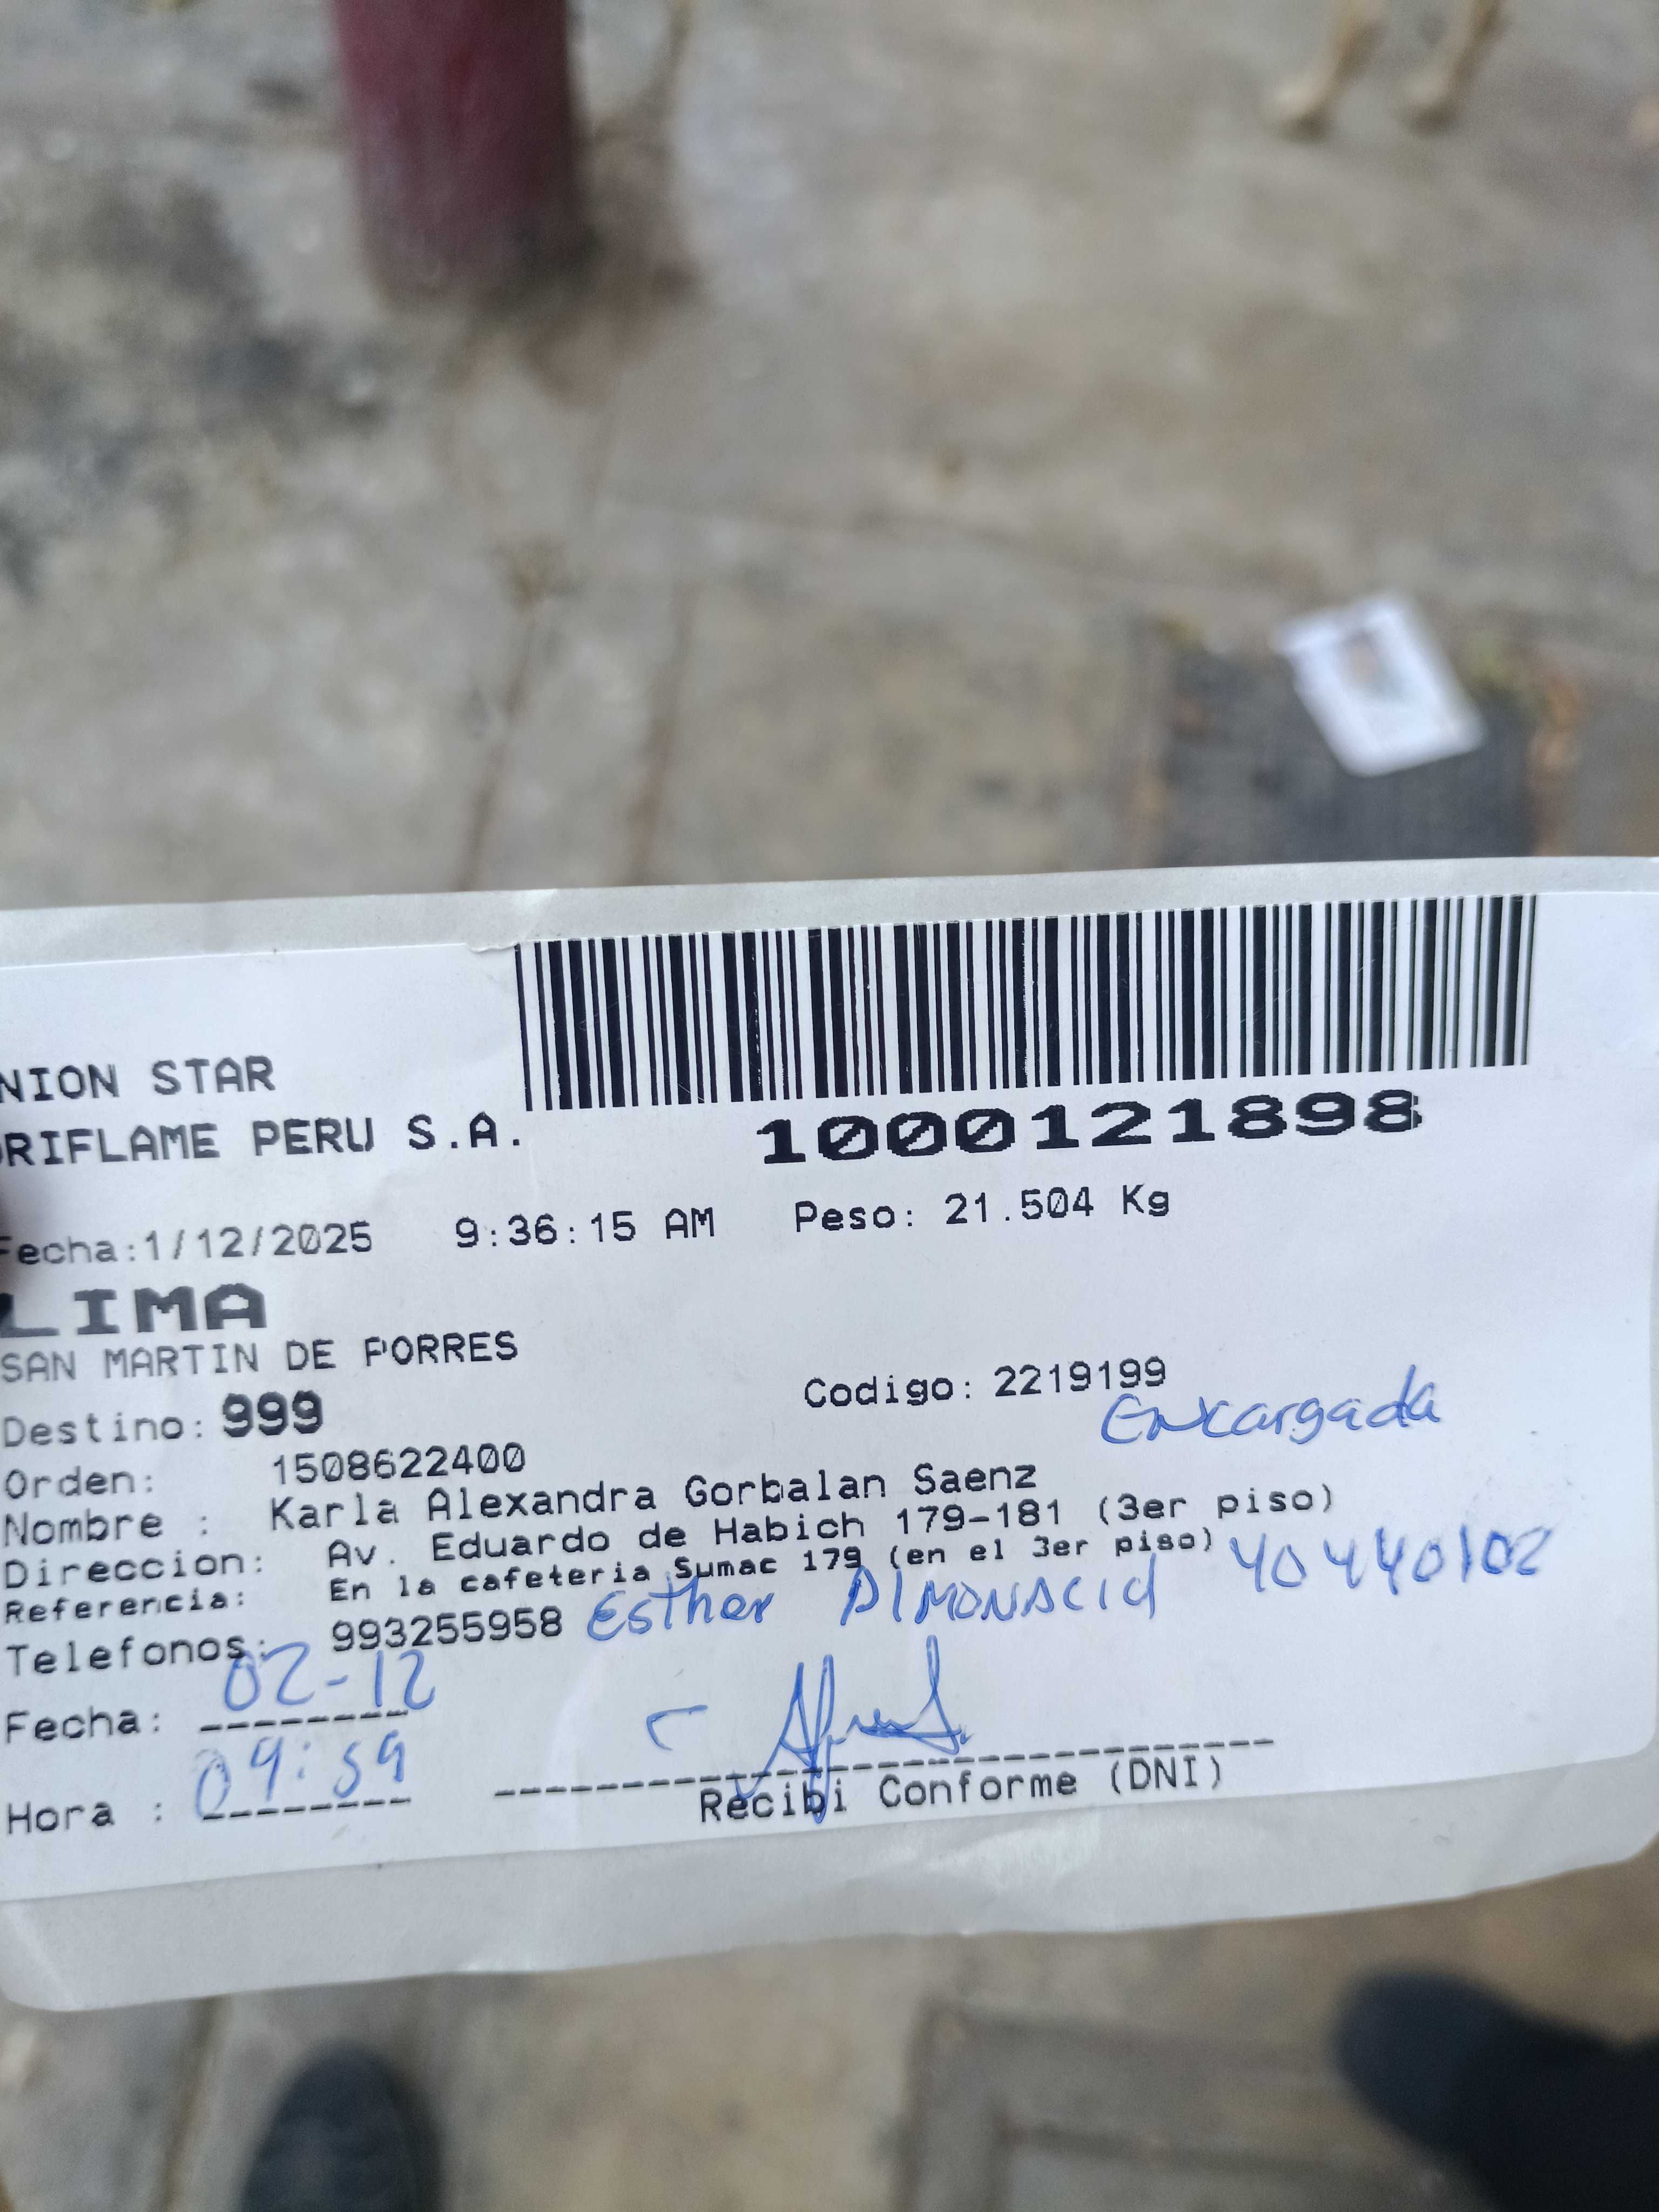 NION STAR
RIFLAME PERU S.A.
1000121898
Fecha:1/12/2025 9:36:15 AM Peso: 21.504 Kg
LIMA
SAN MARTIN DE PORRES
Destino: 999 Codigo: 2219199
Encargada
Orden: 1508622400
Nombre : Karla Alexandra Gorbalan Saenz
Direccion: Av. Eduardo de Habich 179-181 (3er piso)
Referencia: En la cafeteria Sumac 179 (en el 3er piso)
Telefonos: 993255958 Esther Almonacid 40440102
Fecha: 02-12
Hora : 09:59
Recibi Conforme (DNI)